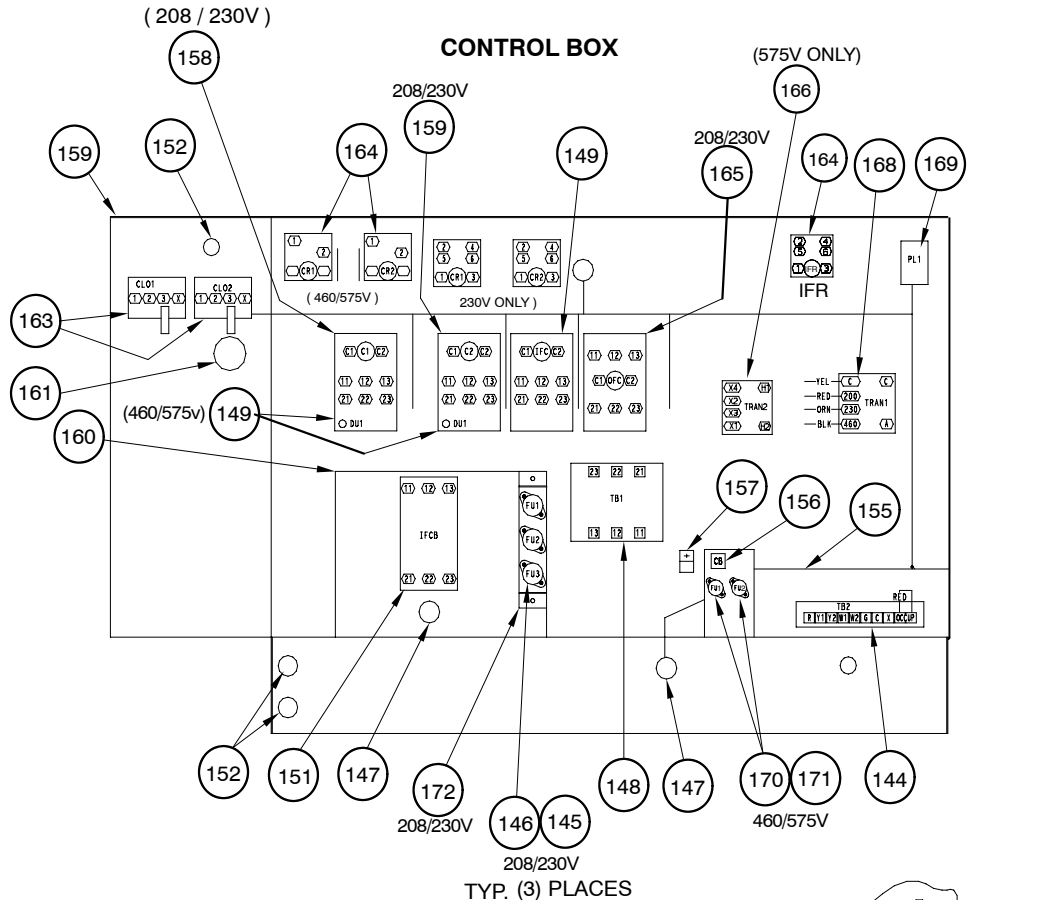 ( 208 / 230V )
158
CONTROL BOX
(575V ONLY)
166
208/230V
159
208/230V
165
159
152
164
149
164
168
169
1
2
CR1
1
2
CR2
2 4
5 6
1 CR1 3
2 4
5 6
1 CR2 3
2 4
5 6
1 IFR 3
IFR
PL1
CLO1
1 2 3 X
CLO2
1 2 3 X
( 460/575V )
230V ONLY )
163
161
(460/575v) 149
160
C1 C1 C2
11 12 13
21 22 23
DU1
C1 C2 C2
11 12 13
21 22 23
DU1
C1 IFC C2
11 12 13
21 22 23
11 12 13
C1 OFC C2
21 22 23
X4 H1
X2
TRAN2
X3
X1 H2
YEL C C
RED 200
TRAN1
ORN 230
BLK 460 A
11 12 13
IFCB
21 22 23
FU1
FU2
FU3
23 22 21
TB1
13 12 11
157
156
155
+
CB
FU1 FU2
RED
TB2
R Y1 Y2 W1 W2 G C X OCCUP
152
151
147
172
208/230V
146 145
208/230V
TYP. (3) PLACES
148
147
170 171
460/575V
144